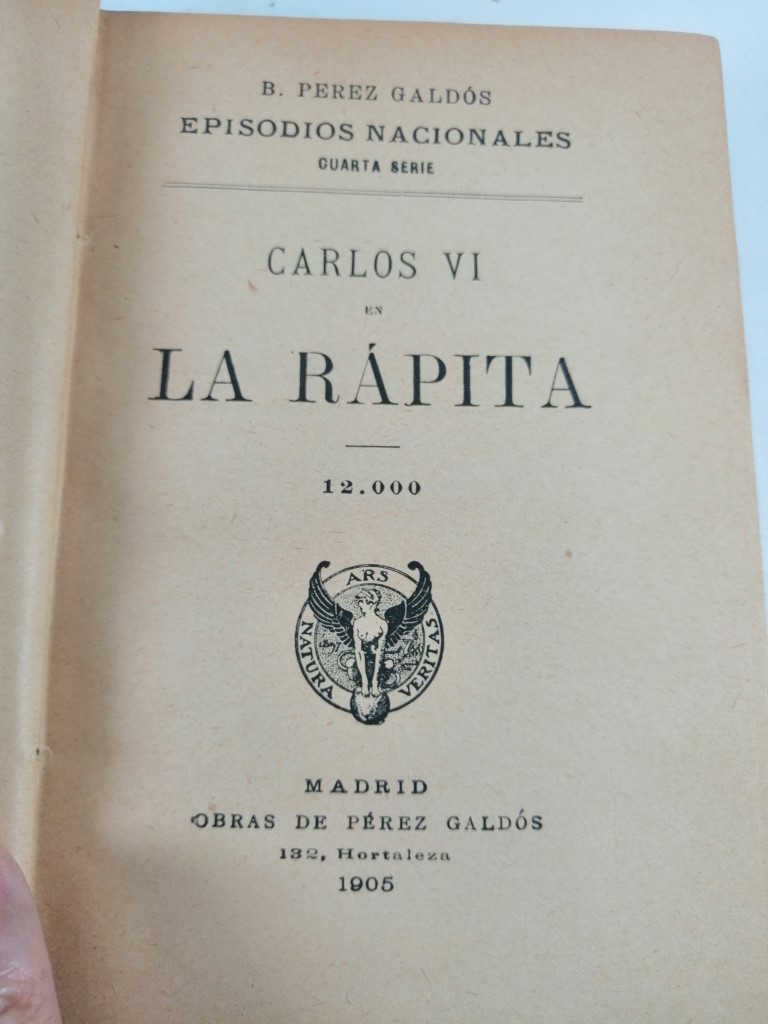 B. PEREZ GALDÓS
EPISODIOS NACIONALES
CUARTA SERIE
CARLOS VI
EN
LA RÁPITA
12.000
ARS
NATURA
VERITAS
MADRID
OBRAS DE PÉREZ GALDÓS
132, Hortaleza
1905